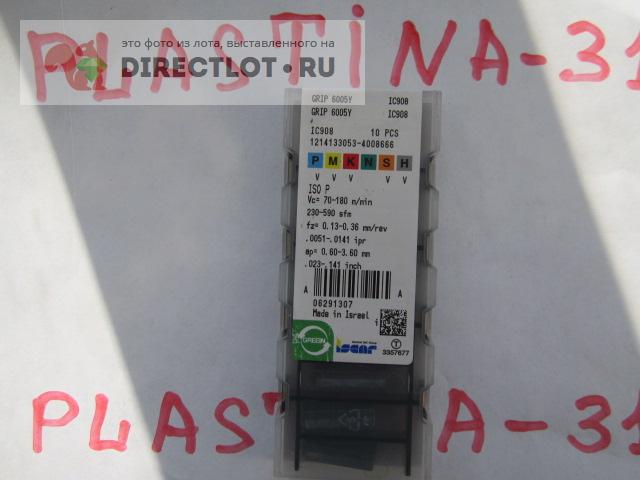 PLASTINA-31
это фото из лота, выставленного на
DIRECTLOT.RU
GRIP 6005Y IC908
GRIP 6005Y IC908
IC908 10 PCS
1214133053-4008666
P M K N S H
V V V V V
ISO P
Vc= 70-180 m/min
230-590 sfm
fz= 0.13-0.36 mm/rev
.0051-.0141 ipr
ap= 0.60-3.60 mm
.023-.141 inch
A A
06291307
Made in Israel i
GREEN
iscar
T
3357677
PLASTINA-31